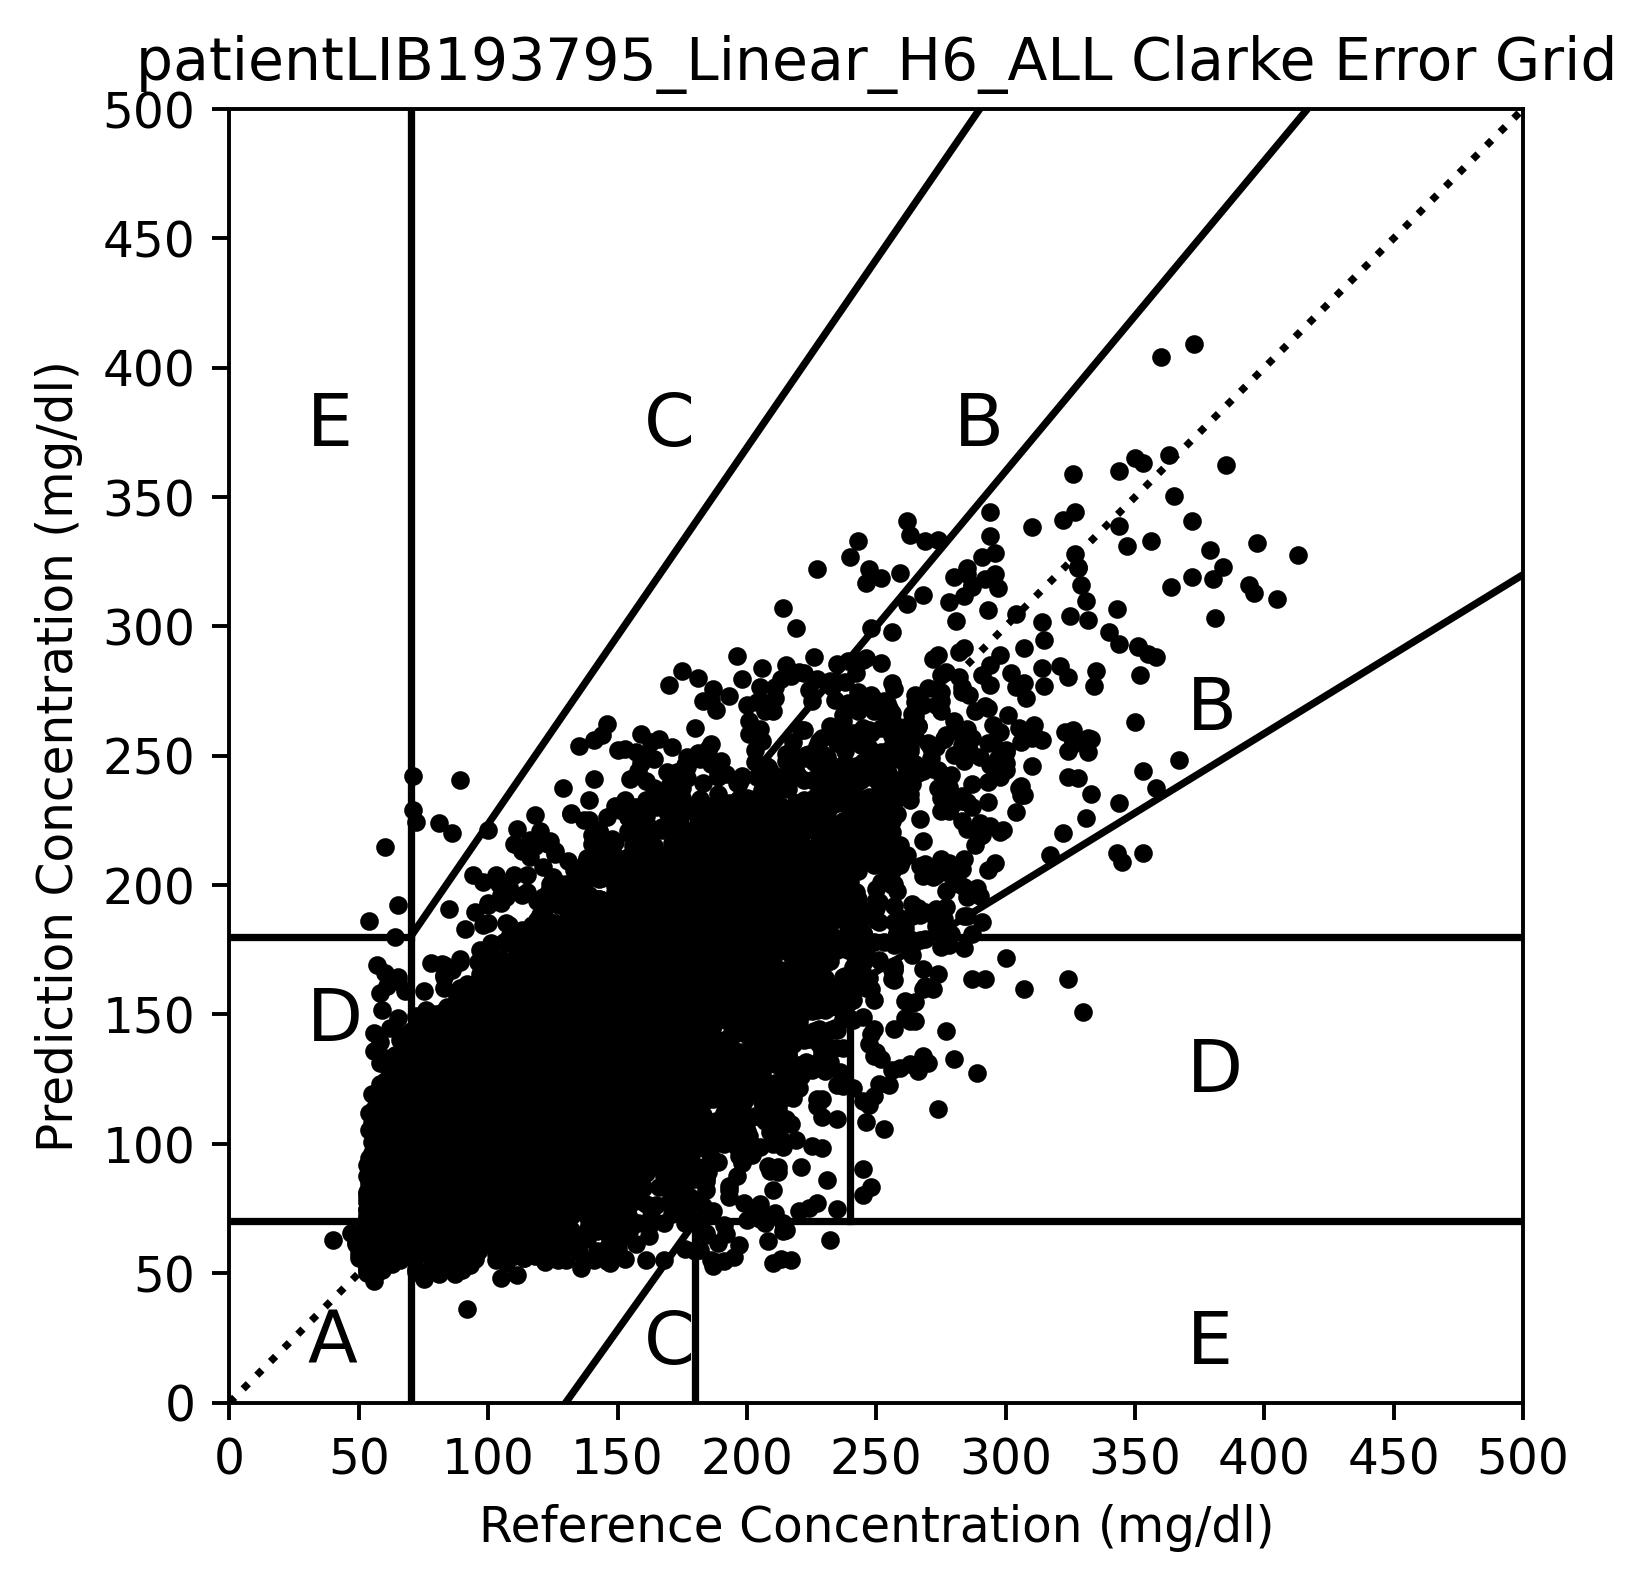 patientLIB193795_Linear_H6_ALL Clarke Error Grid
500
450
400
350
300
250
200
150
100
50
0
Prediction Concentration (mg/dl)
E
C
B
B
D
D
A
C
E
0 50 100 150 200 250 300 350 400 450 500
Reference Concentration (mg/dl)